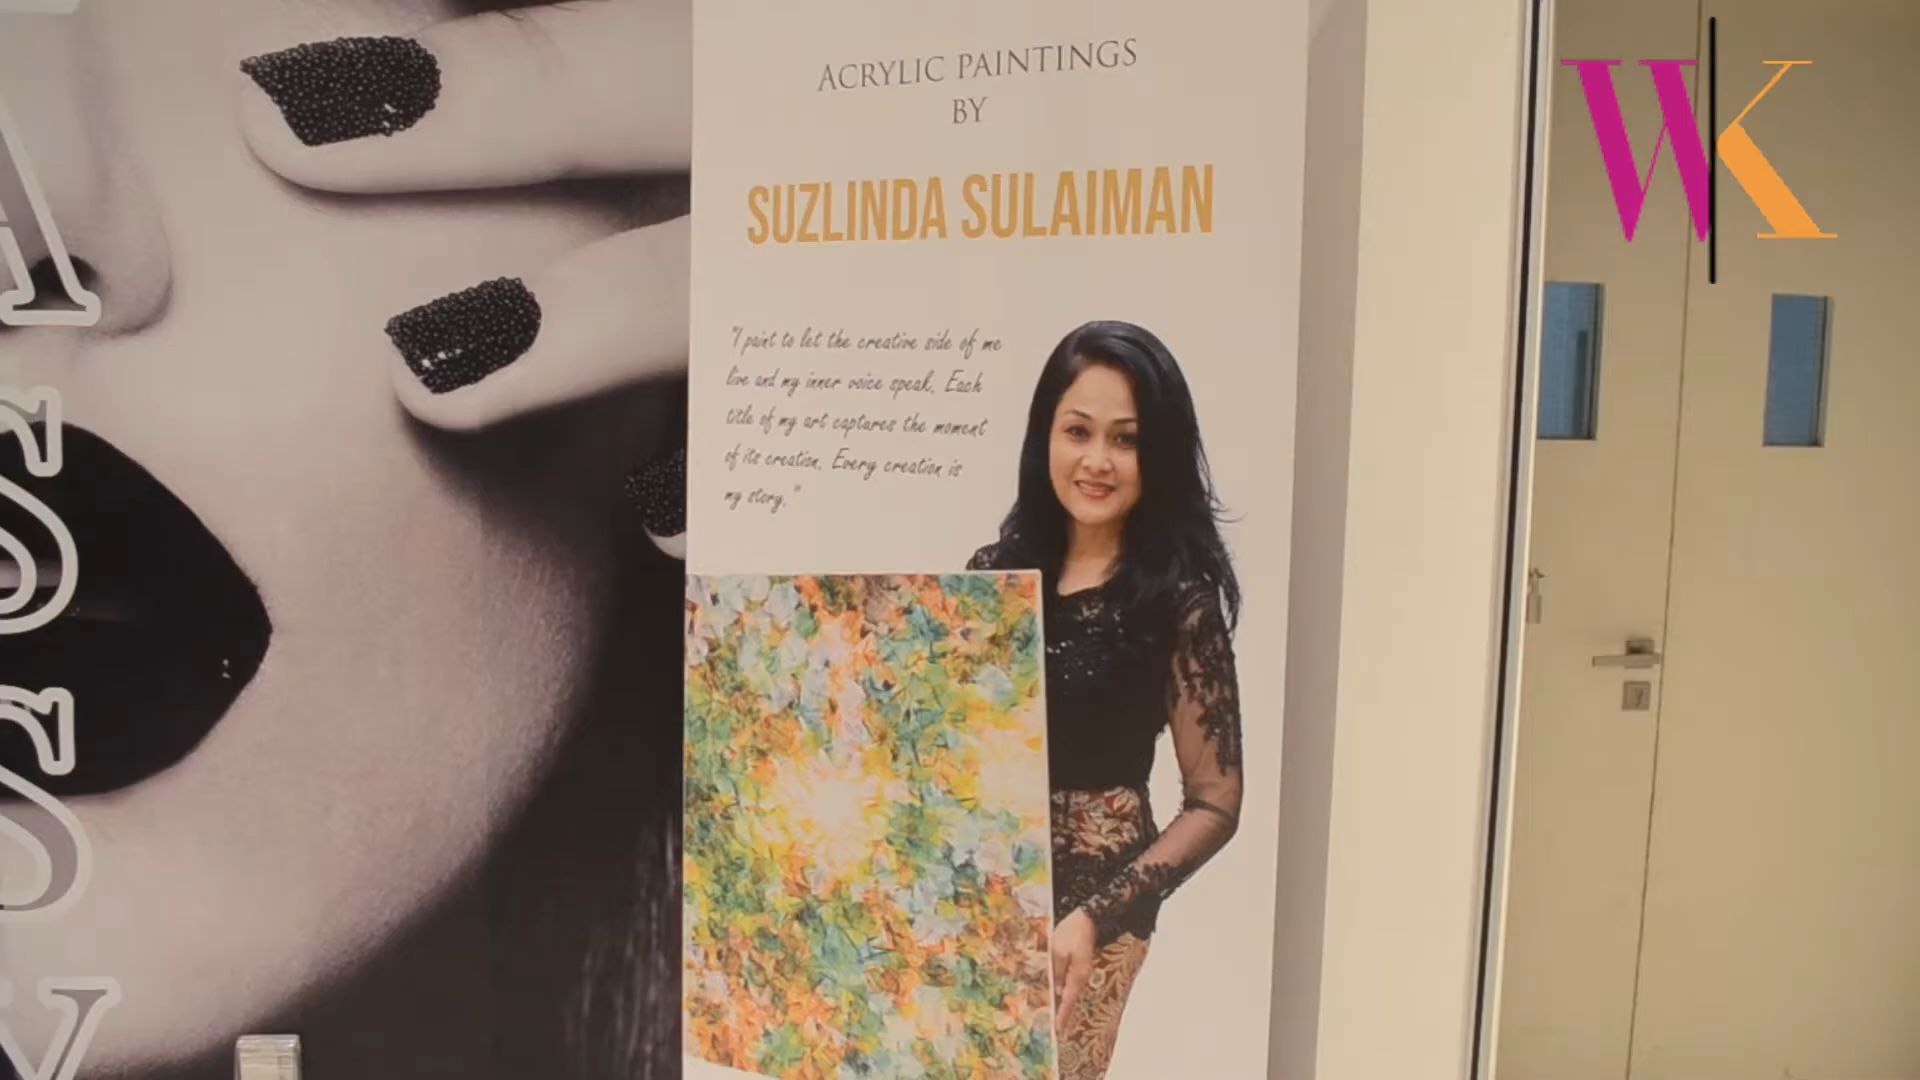 ASSY
ACRYLIC PAINTINGS
BY
SUZLINDA SULAIMAN
"I paint to let the creative side of me
live and my inner voice speak. Each
title of my art captures the moment
of its creation. Every creation is
my story."
WK